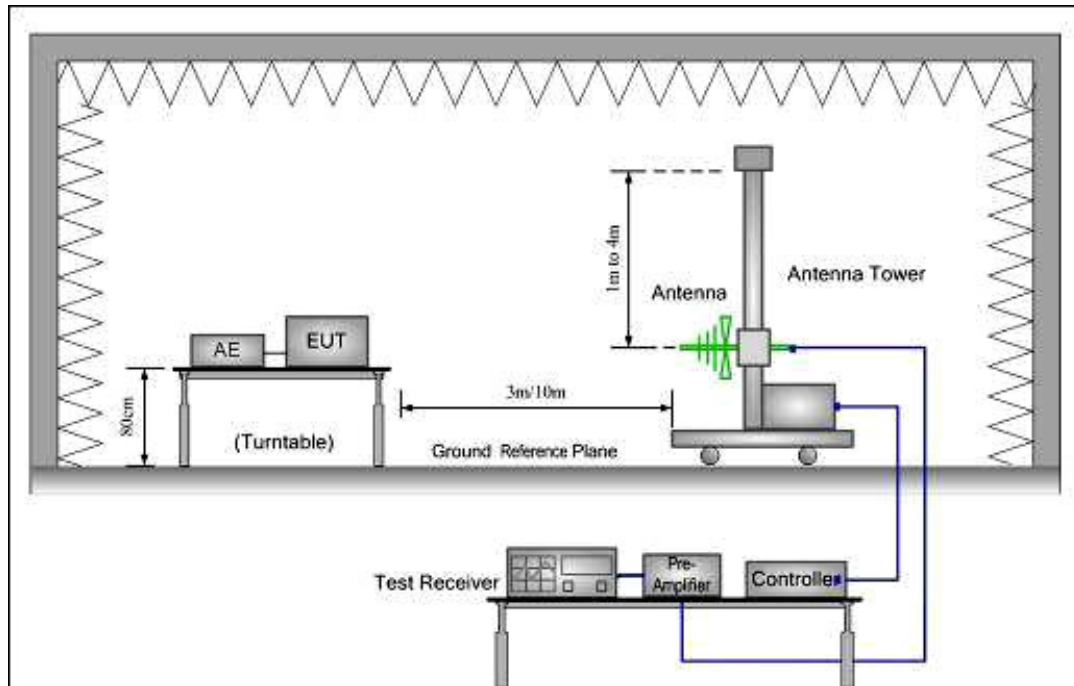 1m to 4m
Antenna Tower
Antenna
AE
EUT
3m/10m
80cm
(Turntable)
Ground Reference Plane
Test Receiver
Pre-
Amplifier
Controller